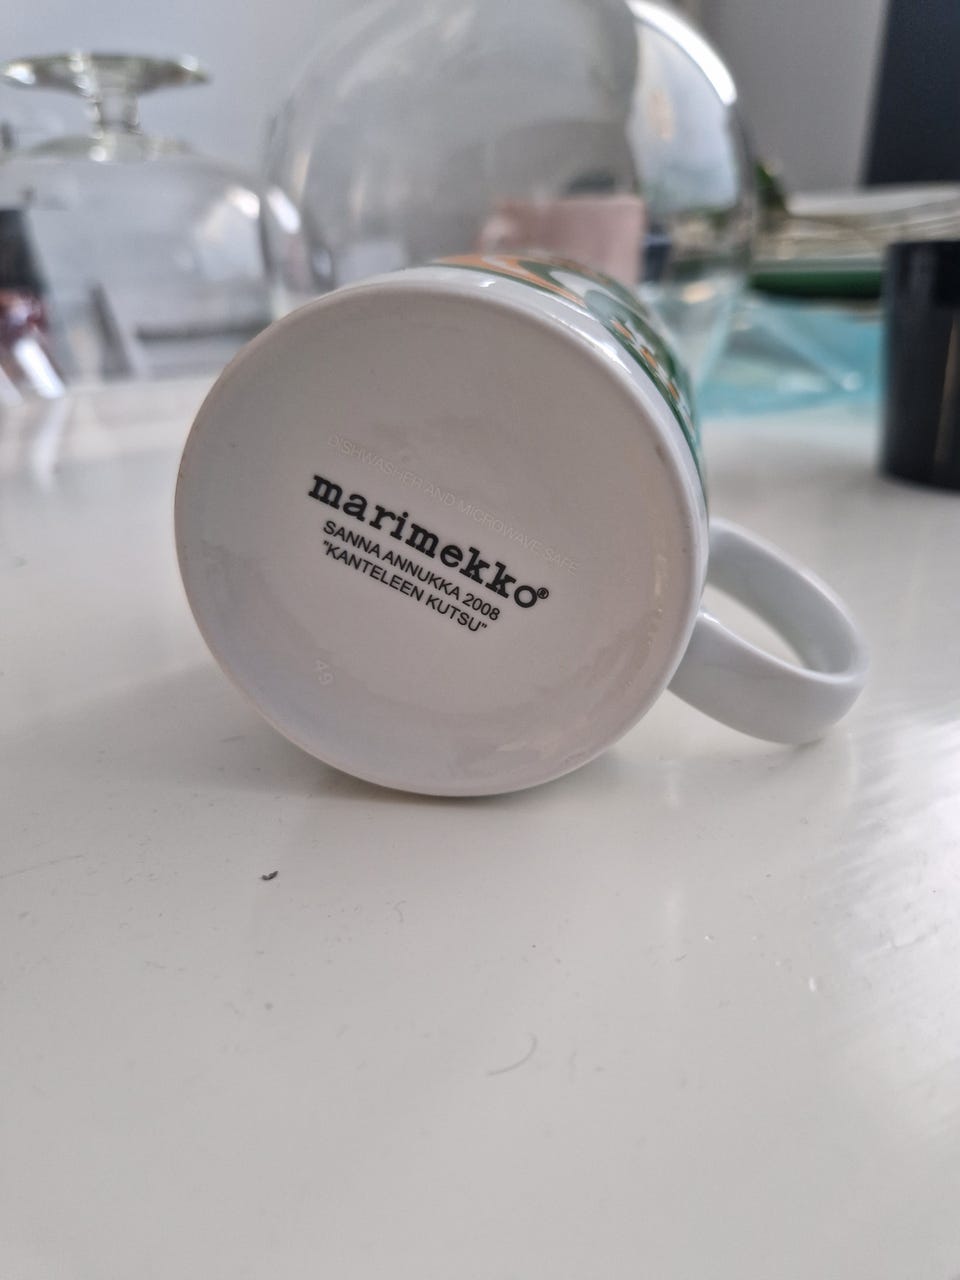 DISHWASHER AND MICROWAVE SAFE
marimekko®
SANNA ANNUKKA 2008
"KANTELEEN KUTSU"
49